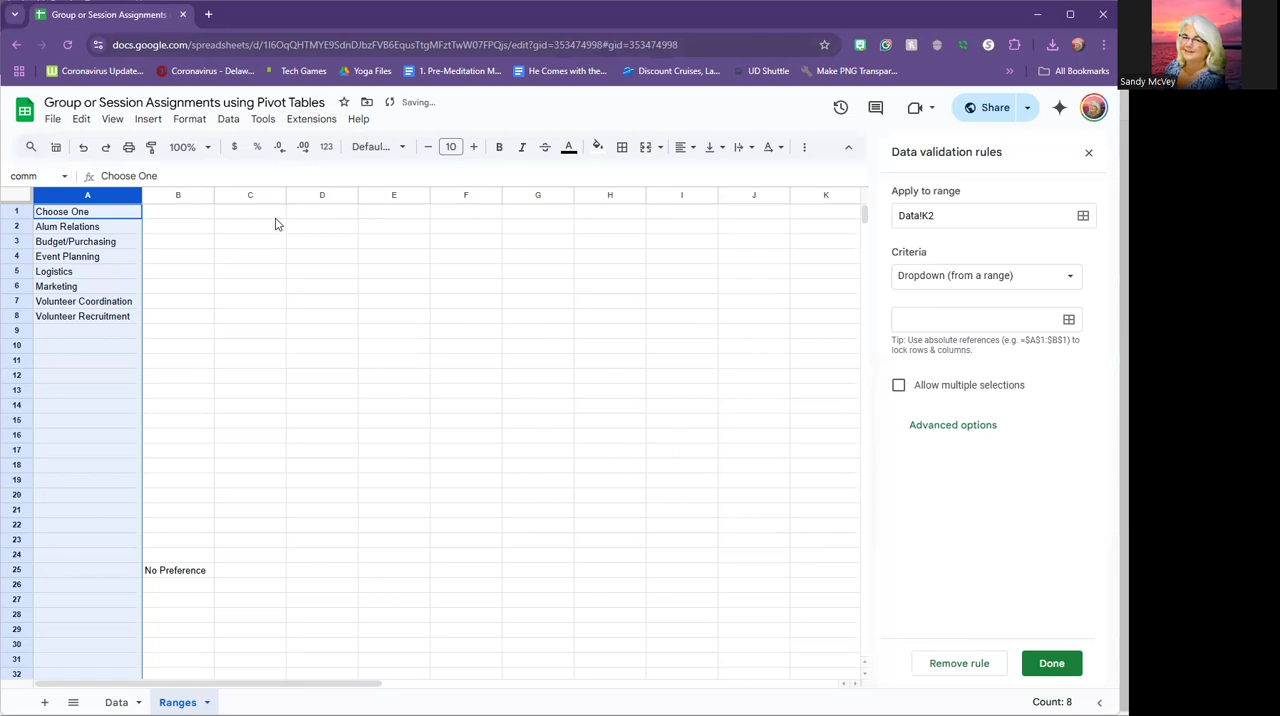 Group or Session Assignments
docs.google.com/spreadsheets/d/1I6OqQHTMYE9SdnDJbzFVB6EqusTtgMFztTwW07FPQjs/edit?gid=353474998#gid=353474998
Coronavirus Update...
Coronavirus - Delaw...
Tech Games
Yoga Files
1. Pre-Meditation M...
He Comes with the...
Discount Cruises, La...
UD Shuttle
Make PNG Transpar...
»
All Bookmarks
Sandy McVey
Group or Session Assignments using Pivot Tables
Saving...
Share
File Edit View Insert Format Data Tools Extensions Help
100% $ % .0 .00 123 Defaul... − 10 + B I S A
comm
fx Choose One
A B C D E F G H I J K
1 Choose One
2 Alum Relations
3 Budget/Purchasing
4 Event Planning
5 Logistics
6 Marketing
7 Volunteer Coordination
8 Volunteer Recruitment
9
10
11
12
13
14
15
16
17
18
19
20
21
22
23
24
25 No Preference
26
27
28
29
30
31
32
Data validation rules
Apply to range
Data!K2
Criteria
Dropdown (from a range)
Tip: Use absolute references (e.g. =$A$1:$B$1) to
lock rows & columns.
Allow multiple selections
Advanced options
Remove rule
Done
Data
Ranges
Count: 8